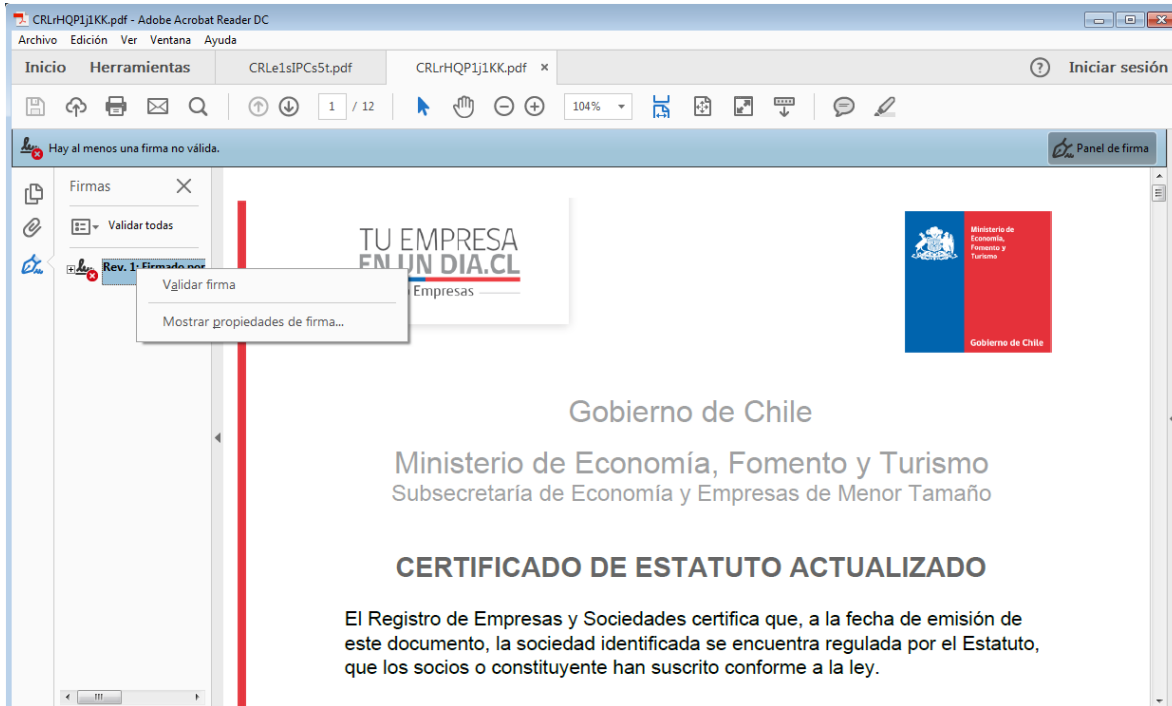 CRLrHQP1j1KK.pdf - Adobe Acrobat Reader DC
Archivo Edición Ver Ventana Ayuda
Inicio Herramientas CRLe1sIPCs5t.pdf CRLrHQP1j1KK.pdf × Iniciar sesión
1 / 12 104%
Hay al menos una firma no válida. Panel de firma
Firmas
Validar todas
Rev. 1: Firmado por
Validar firma
Mostrar propiedades de firma...
TU EMPRESA
EN UN DIA.CL
Empresas
Ministerio de
Economía,
Fomento y
Turismo
Gobierno de Chile
Gobierno de Chile
Ministerio de Economía, Fomento y Turismo
Subsecretaría de Economía y Empresas de Menor Tamaño
CERTIFICADO DE ESTATUTO ACTUALIZADO
El Registro de Empresas y Sociedades certifica que, a la fecha de emisión de
este documento, la sociedad identificada se encuentra regulada por el Estatuto,
que los socios o constituyente han suscrito conforme a la ley.